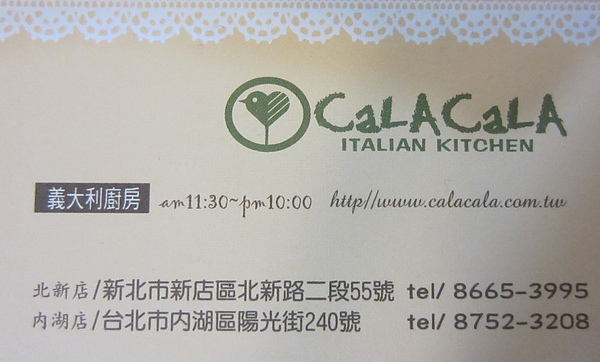 CaLACaLA
ITALIAN KITCHEN
義大利廚房 am11:30~pm10:00 http//www.calacala.com.tw
北新店/新北市新店區北新路二段55號 tel/ 8665-3995
內湖店/台北市內湖區陽光街240號 tel/ 8752-3208